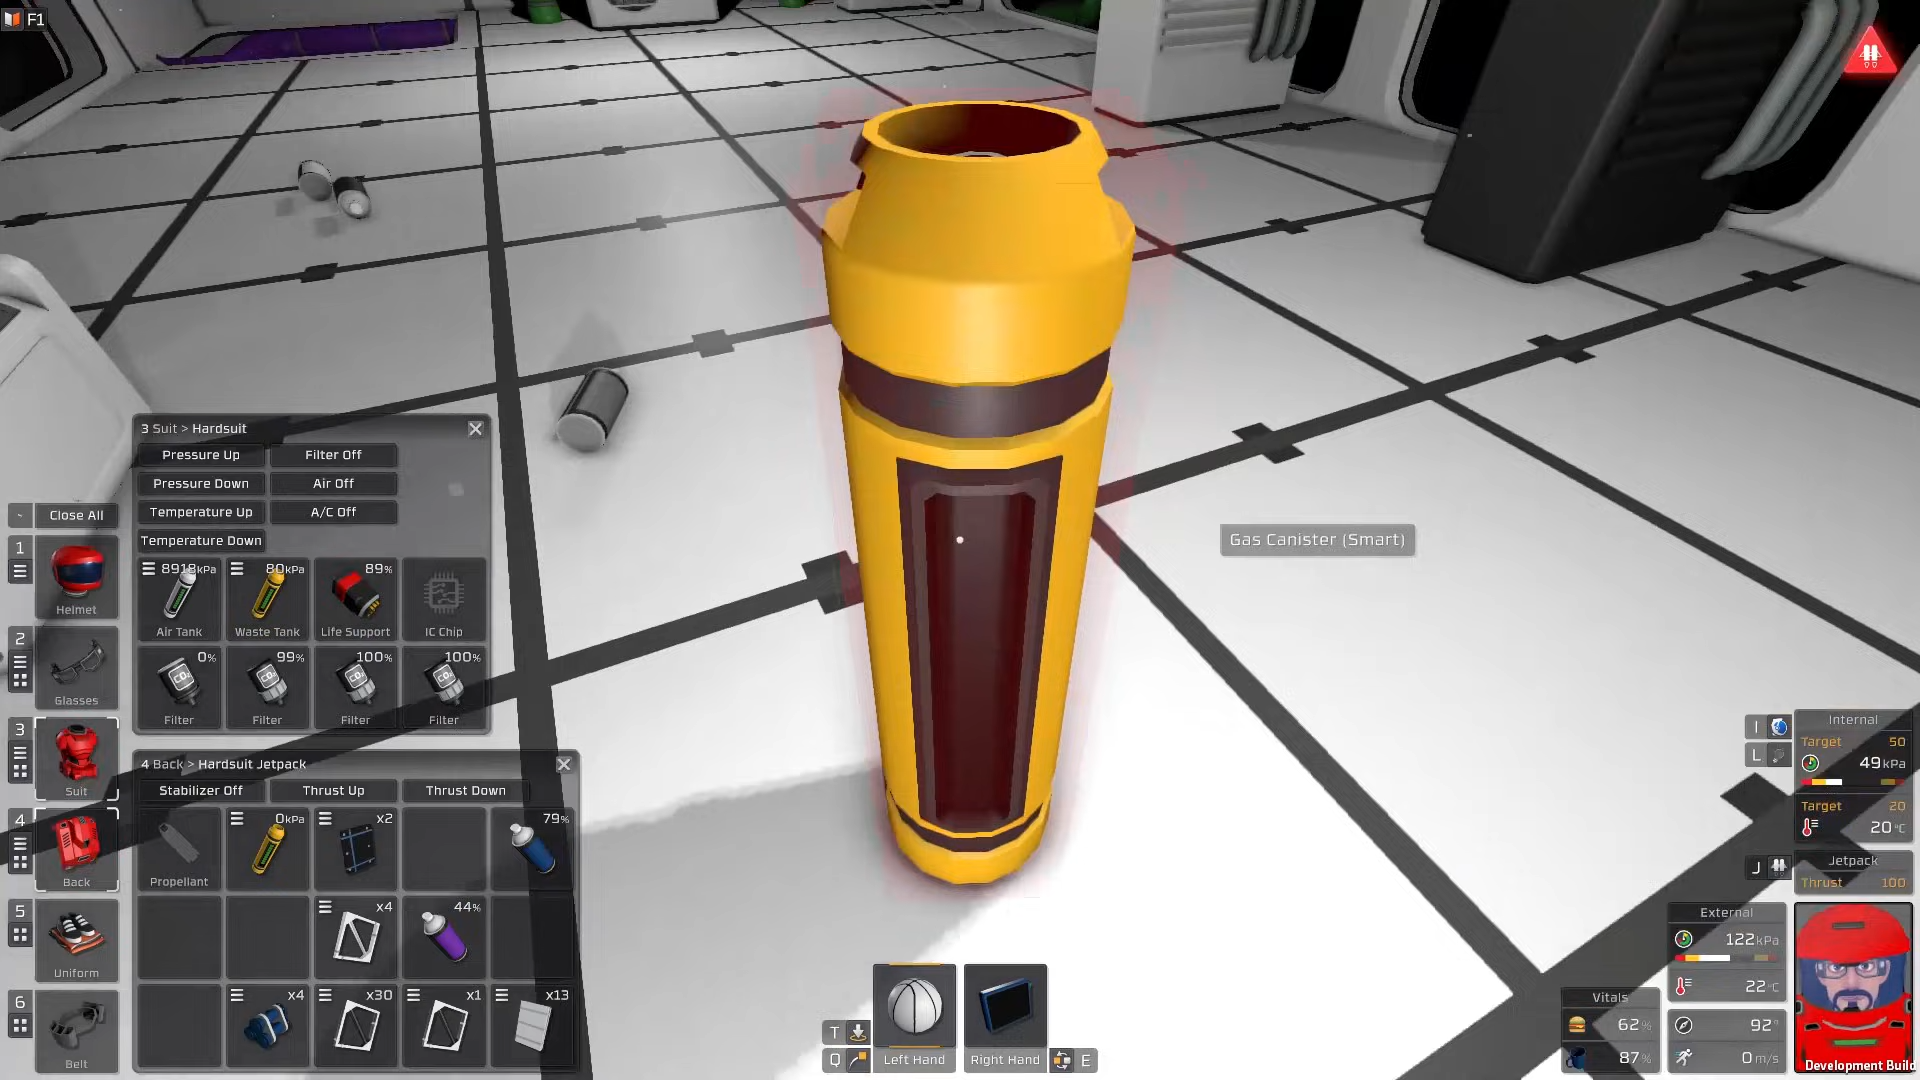 F1
3 Suit > Hardsuit
Pressure Up
Filter Off
Pressure Down
Air Off
Temperature Up
A/C Off
Temperature Down
8918kPa
80kPa
89%
Air Tank
Waste Tank
Life Support
IC Chip
0%
99%
100%
100%
CO₂
CO₂
CO₂
CO₂
Filter
Filter
Filter
Filter
~
Close All
1
Helmet
2
Glasses
3
Suit
4
Back
5
Uniform
6
Belt
4 Back > Hardsuit Jetpack
Stabilizer Off
Thrust Up
Thrust Down
Propellant
0kPa
x2
79%
x4
44%
x4
x30
x1
x13
Gas Canister (Smart)
T
Q
Left Hand
Right Hand
E
I
L
Internal
Target 50
49kPa
Target 20
20°C
J
Jetpack
Thrust 100
External
122kPa
22°C
Vitals
62%
87%
92°
0m/s
Development Build